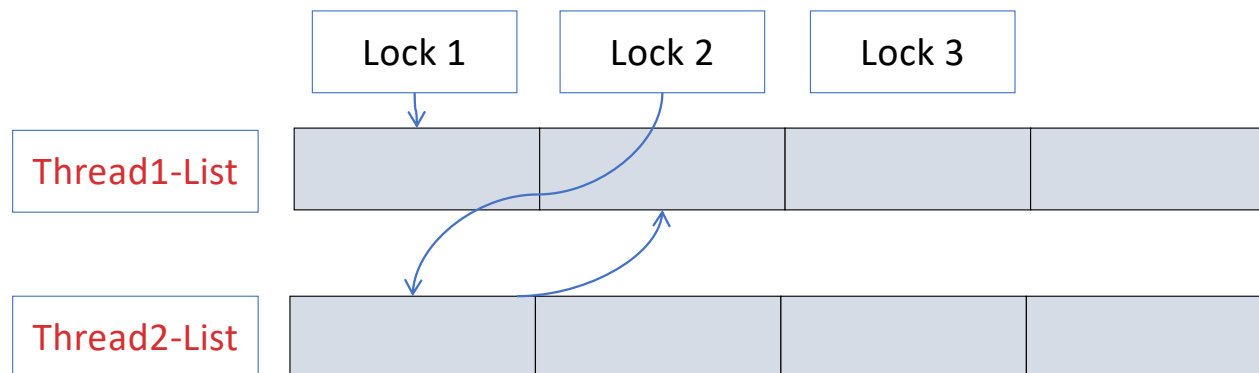 Lock 1
Lock 2
Lock 3
Thread1-List
Thread2-List